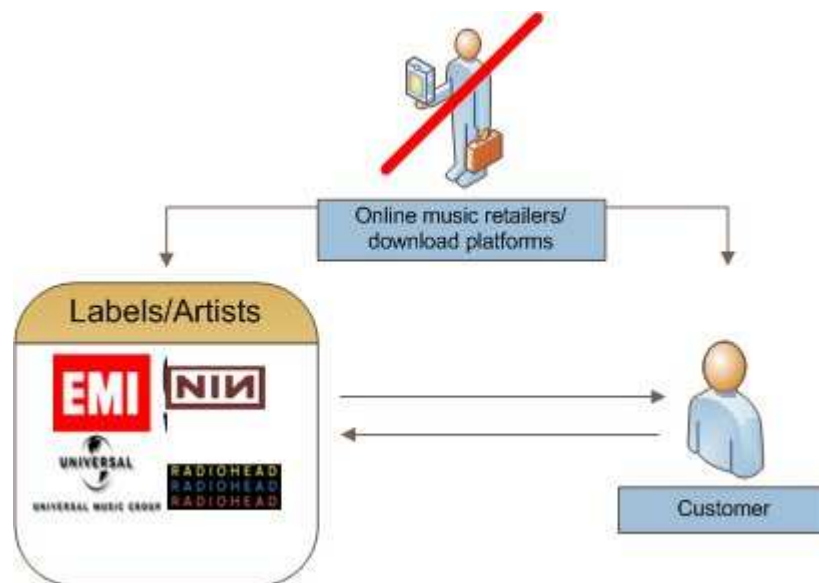 Online music retailers/
download platforms
Labels/Artists
EMI
NIN
UNIVERSAL
UNIVERSAL MUSIC GROUP
RADIOHEAD
RADIOHEAD
RADIOHEAD
Customer